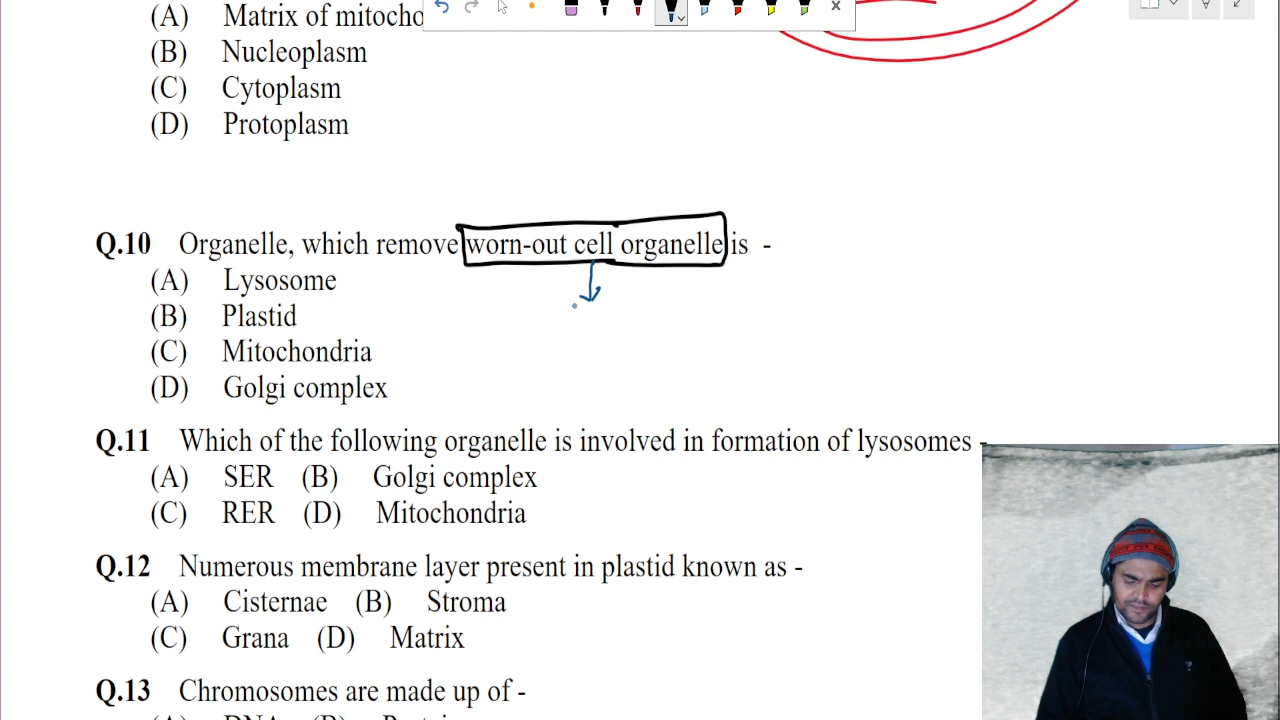 (A) Matrix of mitocho
(B) Nucleoplasm
(C) Cytoplasm
(D) Protoplasm
Q.10 Organelle, which remove worn-out cell organelle is -
(A) Lysosome
(B) Plastid
(C) Mitochondria
(D) Golgi complex
Q.11 Which of the following organelle is involved in formation of lysosomes -
(A) SER (B) Golgi complex
(C) RER (D) Mitochondria
Q.12 Numerous membrane layer present in plastid known as -
(A) Cisternae (B) Stroma
(C) Grana (D) Matrix
Q.13 Chromosomes are made up of -